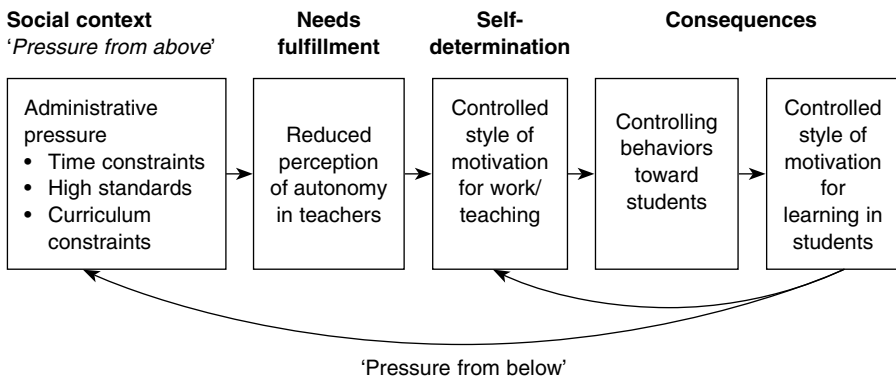 Social context
‘Pressure from above’
Needs
fulfillment
Self-
determination
Consequences
Administrative
pressure
• Time constraints
• High standards
• Curriculum
constraints
Reduced
perception
of autonomy
in teachers
Controlled
style of
motivation
for work/
teaching
Controlling
behaviors
toward
students
Controlled
style of
motivation
for
learning in
students
‘Pressure from below’